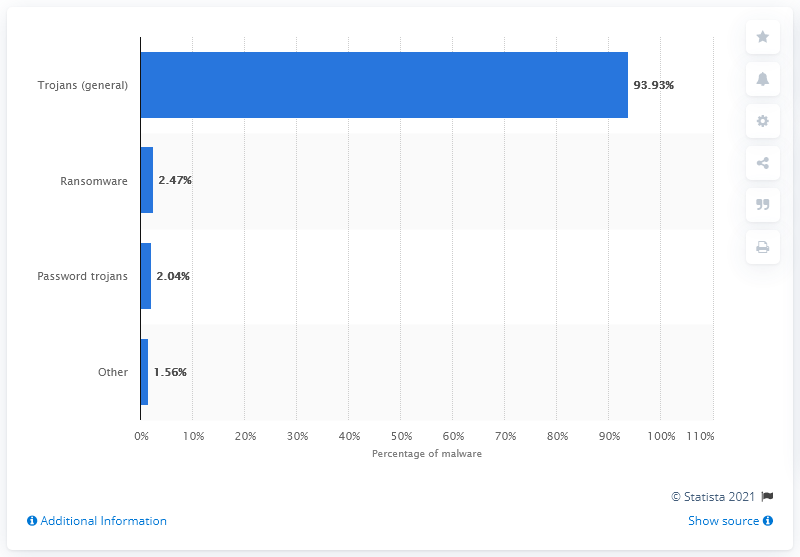 Trojans (general)
93.93%
Ransomware
2.47%
Password trojans
2.04%
Other
1.56%
0% 10% 20% 30% 40% 50% 60% 70% 80% 90% 100% 110%
Percentage of malware
© Statista 2021
Additional Information
Show source